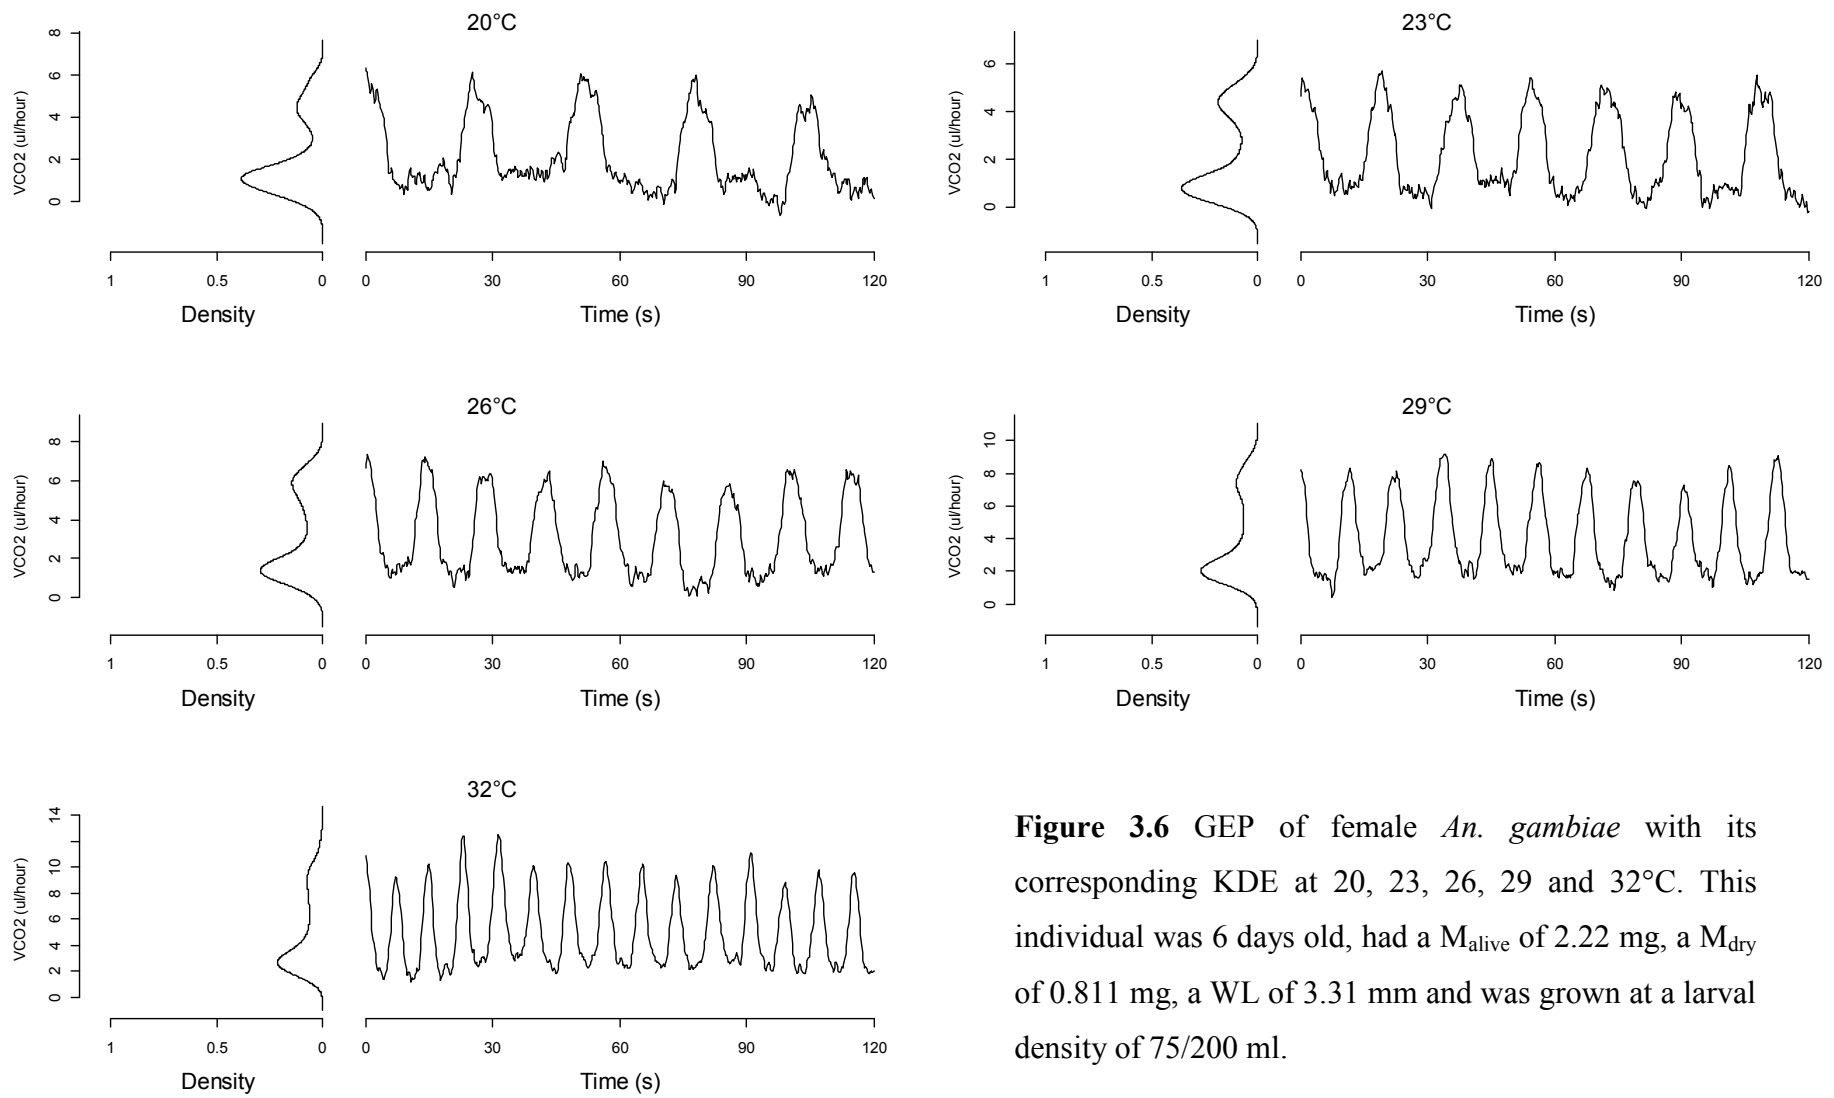 20°C
8
6
4
2
0
VCO2 (ul/hour)
1 0.5 0
Density
0 30 60 90 120
Time (s)
23°C
6
4
2
0
VCO2 (ul/hour)
1 0.5 0
Density
0 30 60 90 120
Time (s)
26°C
8
6
4
2
0
VCO2 (ul/hour)
1 0.5 0
Density
0 30 60 90 120
Time (s)
29°C
10
8
6
4
2
0
VCO2 (ul/hour)
1 0.5 0
Density
0 30 60 90 120
Time (s)
32°C
14
10
8
6
4
2
0
VCO2 (ul/hour)
1 0.5 0
Density
0 30 60 90 120
Time (s)
Figure 3.6 GEP of female An. gambiae with its
corresponding KDE at 20, 23, 26, 29 and 32°C. This
individual was 6 days old, had a Malive of 2.22 mg, a Mdry
of 0.811 mg, a WL of 3.31 mm and was grown at a larval
density of 75/200 ml.